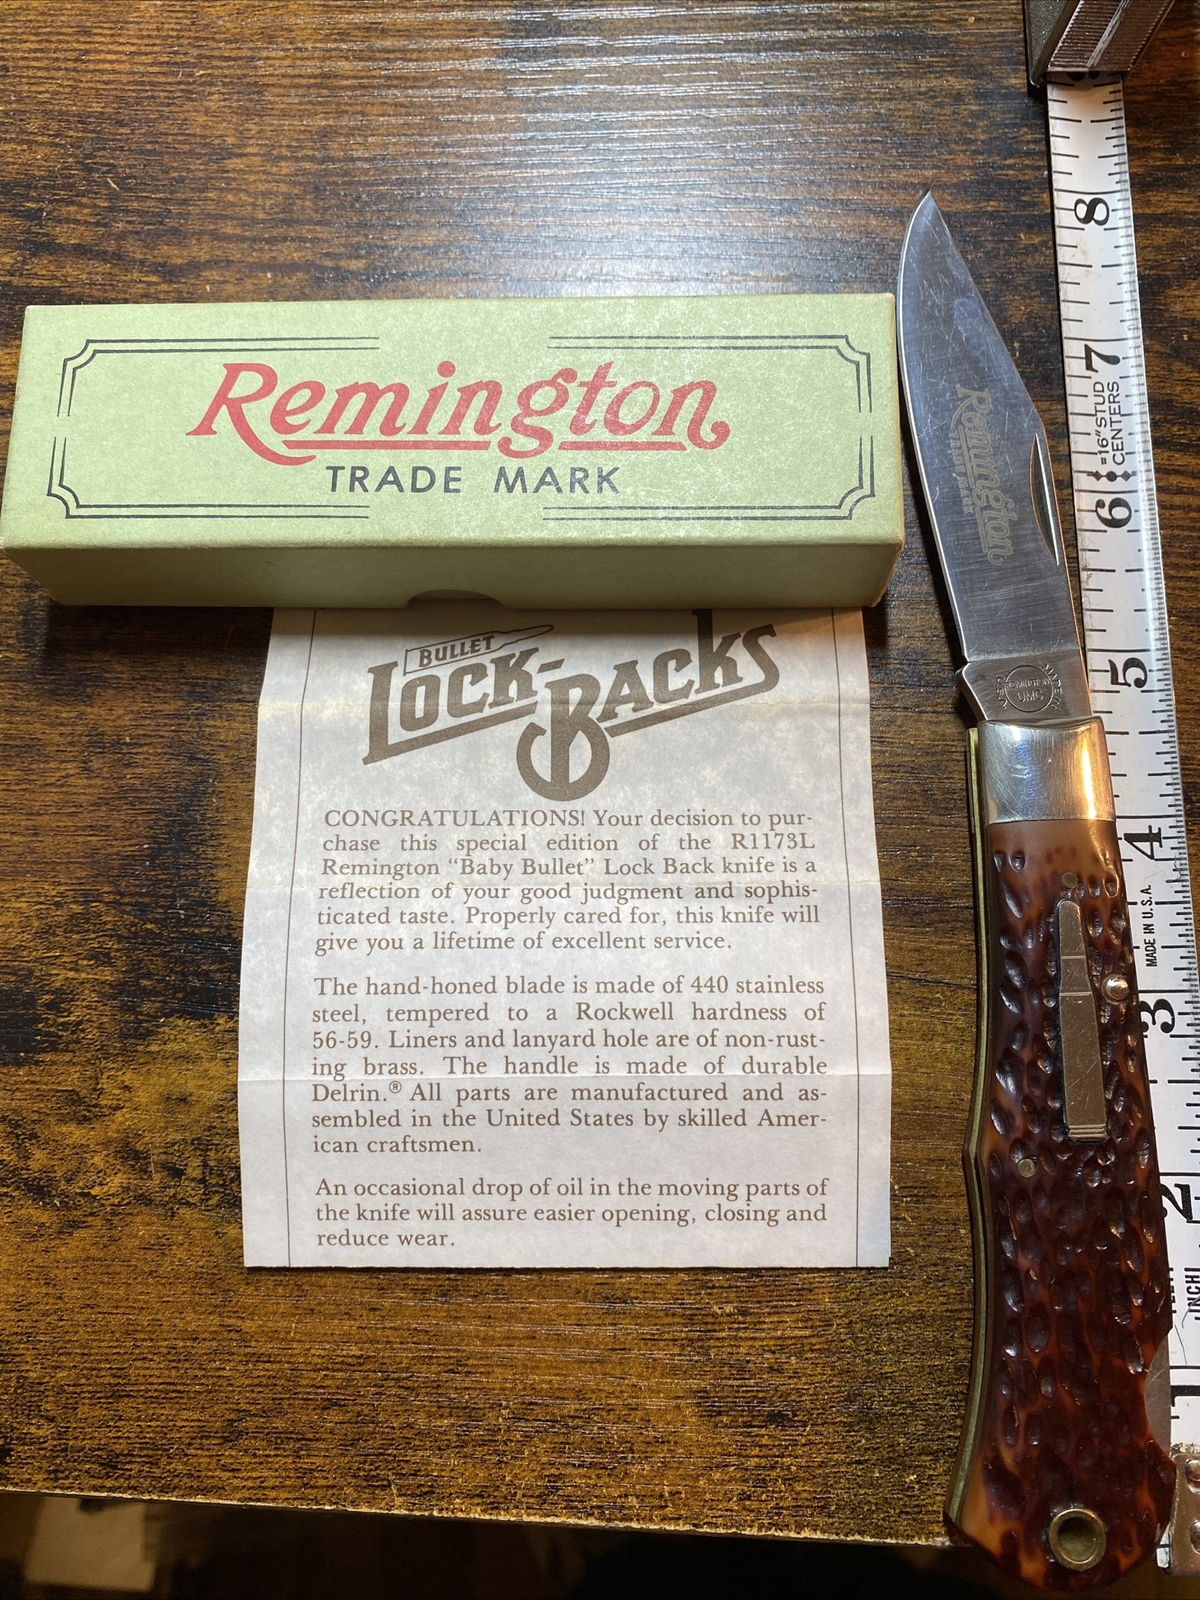 Remington
TRADE MARK
BULLET
LOCK-
BACKS
CONGRATULATIONS! Your decision to pur-
chase this special edition of the R1173L
Remington “Baby Bullet” Lock Back knife is a
reflection of your good judgment and sophis-
ticated taste. Properly cared for, this knife will
give you a lifetime of excellent service.
The hand-honed blade is made of 440 stainless
steel, tempered to a Rockwell hardness of
56-59. Liners and lanyard hole are of non-rust-
ing brass. The handle is made of durable
Delrin.® All parts are manufactured and as-
sembled in the United States by skilled Amer-
ican craftsmen.
An occasional drop of oil in the moving parts of
the knife will assure easier opening, closing and
reduce wear.
Remington
TRADE MARK
REMINGTON
UMC
8
7
=16" STUD
CENTERS
6
5
4
MADE IN U.S.A.
3
2
INCH
1